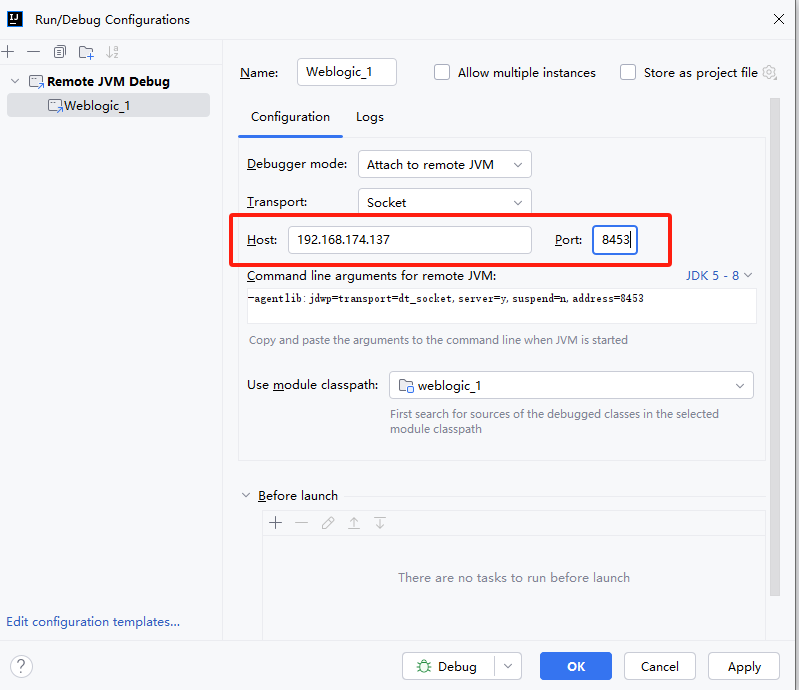 Run/Debug Configurations
Remote JVM Debug
Weblogic_1
Name:
Weblogic_1
Allow multiple instances
Store as project file
Configuration
Logs
Debugger mode:
Attach to remote JVM
Transport:
Socket
Host:
192.168.174.137
Port:
8453
Command line arguments for remote JVM:
JDK 5 - 8
-agentlib:jdwp=transport=dt_socket,server=y,suspend=n,address=8453
Copy and paste the arguments to the command line when JVM is started
Use module classpath:
weblogic_1
First search for sources of the debugged classes in the selected
module classpath
Before launch
There are no tasks to run before launch
Edit configuration templates...
?
Debug
OK
Cancel
Apply